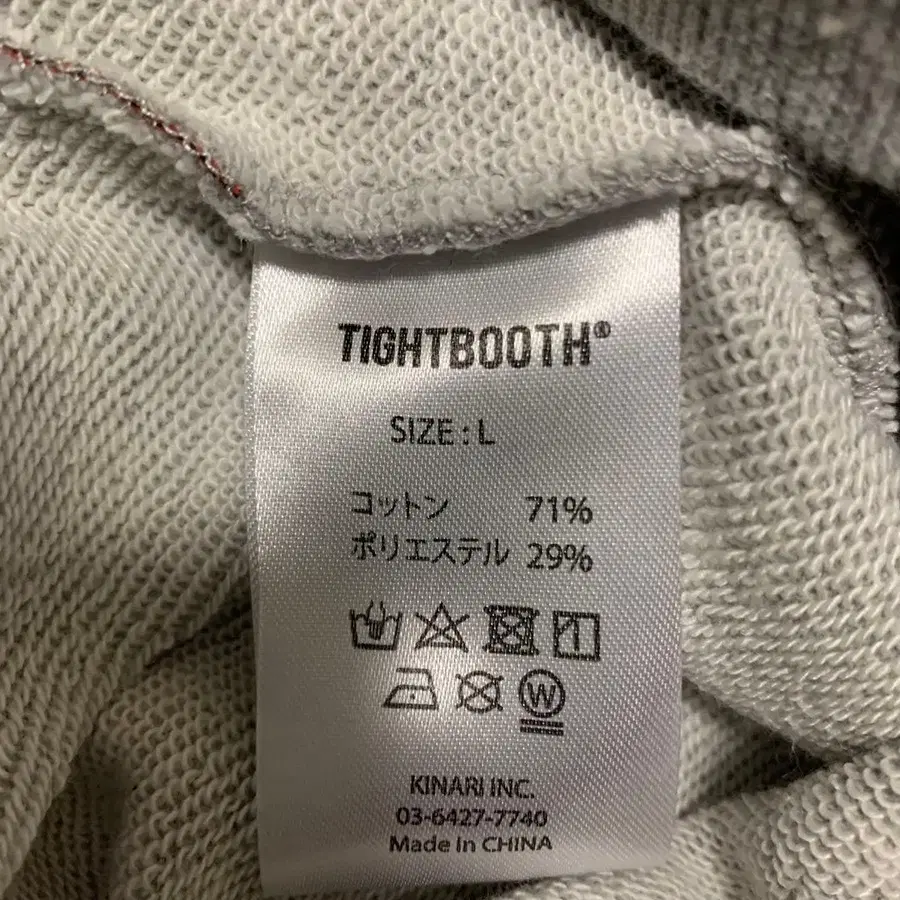 TIGHTBOOTH®
SIZE : L
コットン 71%
ポリエステル 29%
W
KINARI INC.
03-6427-7740
Made In CHINA